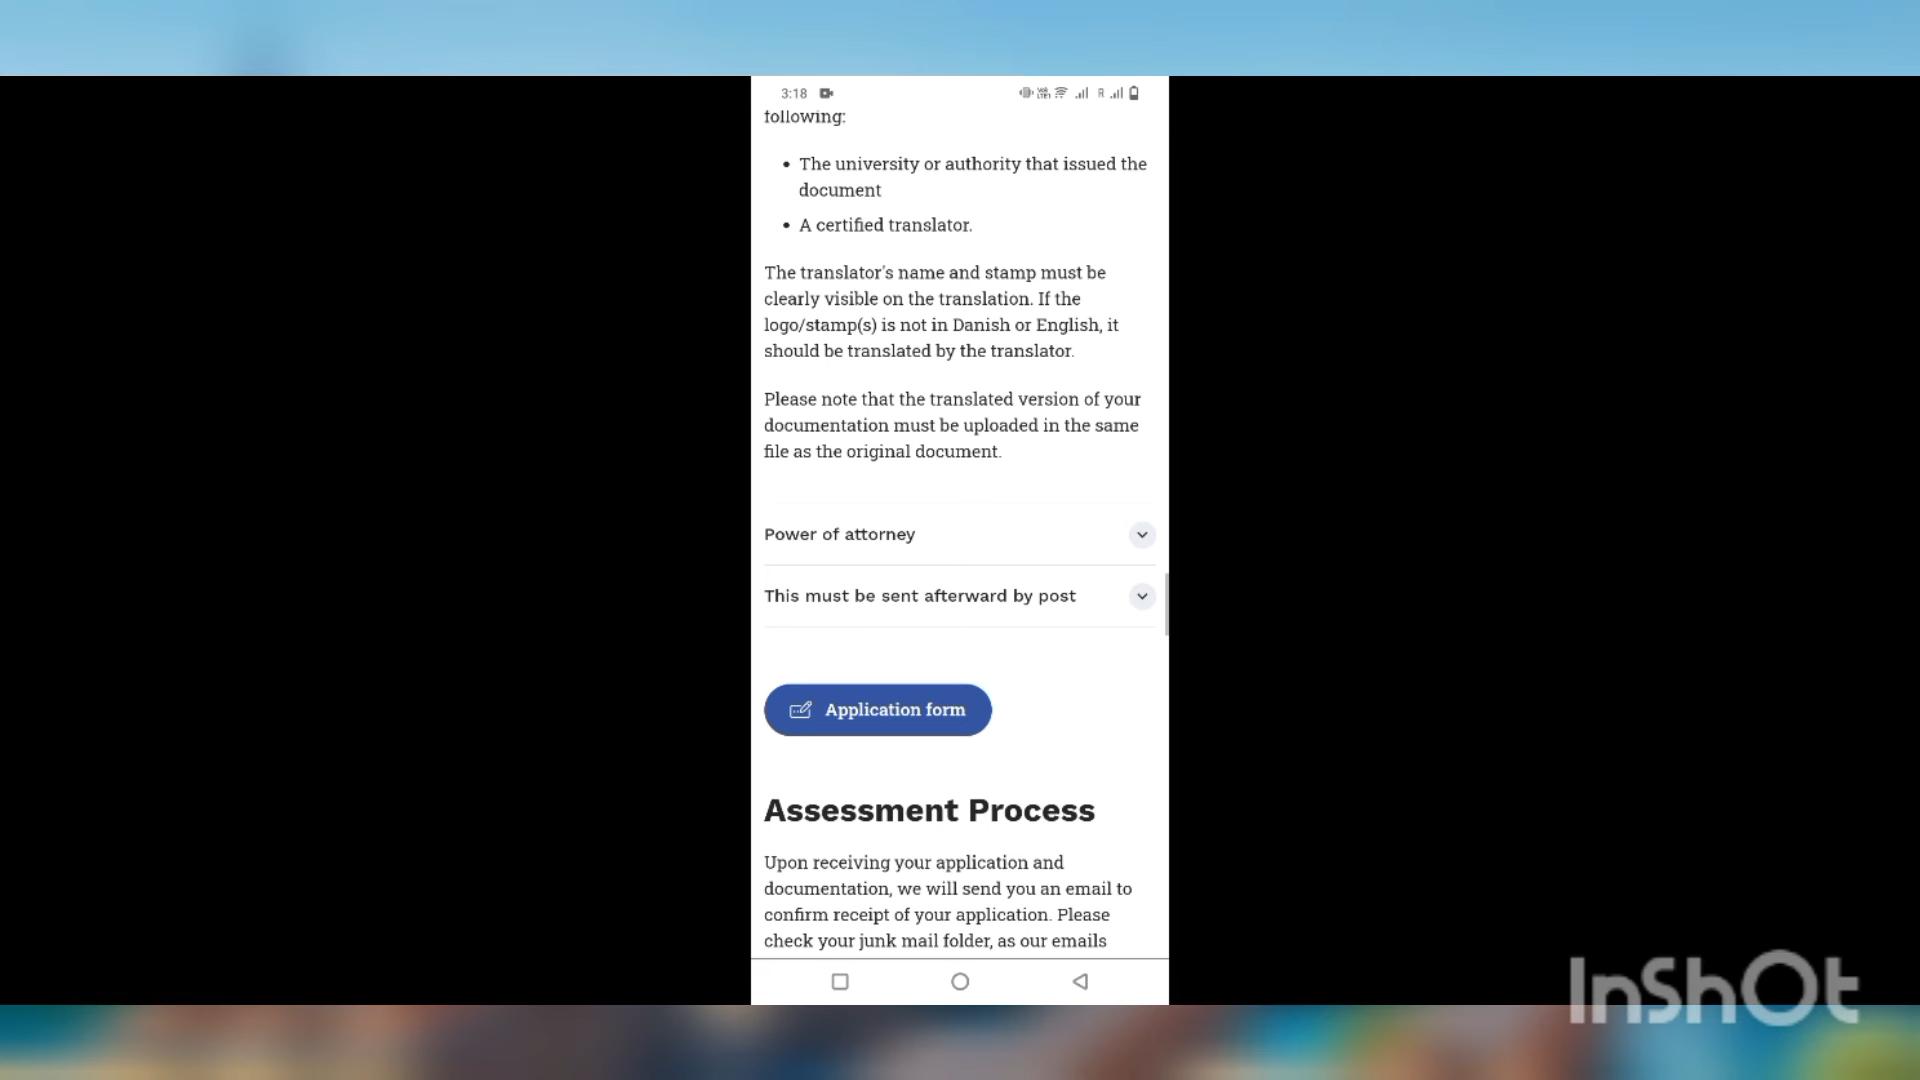 3:18
R
following:
• The university or authority that issued the
document
• A certified translator.
The translator's name and stamp must be
clearly visible on the translation. If the
logo/stamp(s) is not in Danish or English, it
should be translated by the translator.
Please note that the translated version of your
documentation must be uploaded in the same
file as the original document.
Power of attorney
This must be sent afterward by post
Application form
Assessment Process
Upon receiving your application and
documentation, we will send you an email to
confirm receipt of your application. Please
check your junk mail folder, as our emails
InShOt